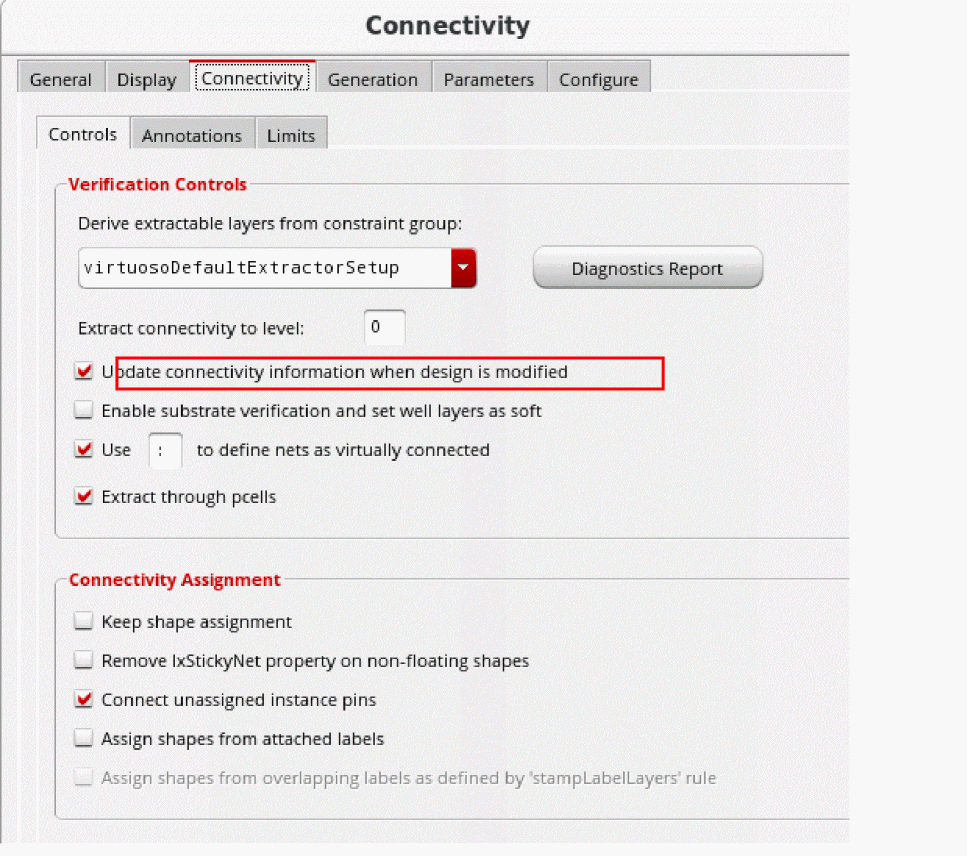 Connectivity
General Display Connectivity Generation Parameters Configure
Controls Annotations Limits
Verification Controls
Derive extractable layers from constraint group:
virtuosoDefaultExtractorSetup Diagnostics Report
Extract connectivity to level: 0
Update connectivity information when design is modified
Enable substrate verification and set well layers as soft
Use : to define nets as virtually connected
Extract through pcells
Connectivity Assignment
Keep shape assignment
Remove lxStickyNet property on non-floating shapes
Connect unassigned instance pins
Assign shapes from attached labels
Assign shapes from overlapping labels as defined by 'stampLabelLayers' rule